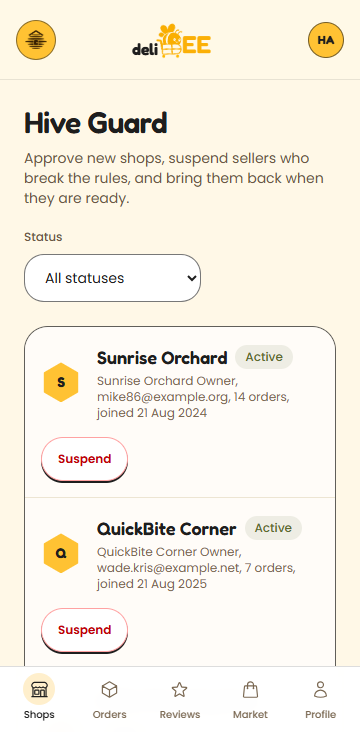 deli BEE
HA
Hive Guard
Approve new shops, suspend sellers who
break the rules, and bring them back when
they are ready.
Status
All statuses
S
Sunrise Orchard Active
Sunrise Orchard Owner,
mike86@example.org, 14 orders,
joined 21 Aug 2024
Suspend
Q
QuickBite Corner Active
QuickBite Corner Owner,
wade.kris@example.net, 7 orders,
joined 21 Aug 2025
Suspend
Shops Orders Reviews Market Profile